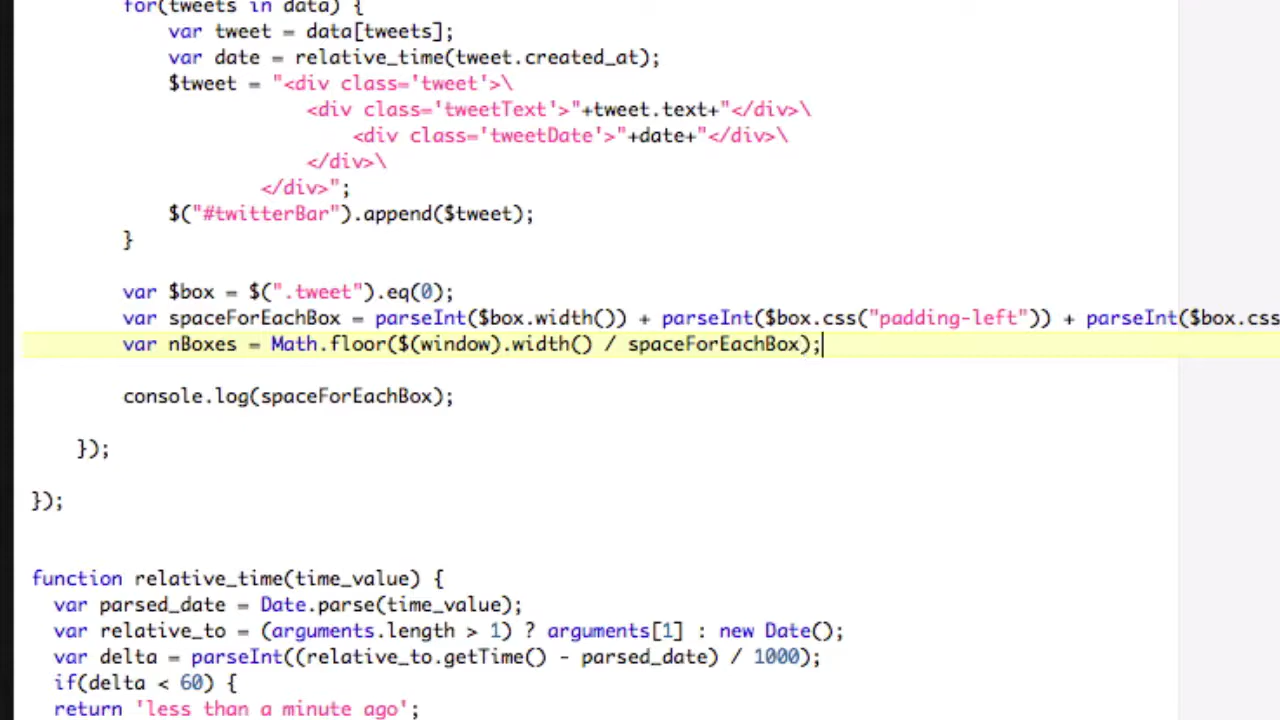 for(tweets in data) {
var tweet = data[tweets];
var date = relative_time(tweet.created_at);
$tweet = "<div class='tweet'>\
<div class='tweetText'>"+tweet.text+"</div>\
<div class='tweetDate'>"+date+"</div>\
</div>\
</div>";
$("#twitterBar").append($tweet);
}
var $box = $(".tweet").eq(0);
var spaceForEachBox = parseInt($box.width()) + parseInt($box.css("padding-left")) + parseInt($box.css
var nBoxes = Math.floor($(window).width() / spaceForEachBox);
console.log(spaceForEachBox);
});
});
function relative_time(time_value) {
var parsed_date = Date.parse(time_value);
var relative_to = (arguments.length > 1) ? arguments[1] : new Date();
var delta = parseInt((relative_to.getTime() - parsed_date) / 1000);
if(delta < 60) {
return 'less than a minute ago';